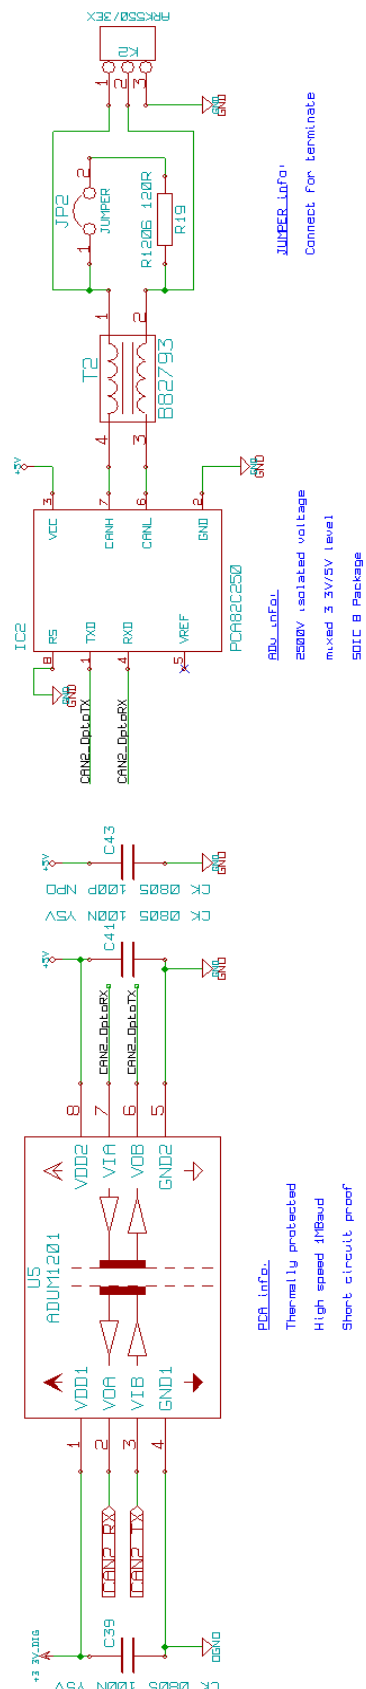 ARK550/3EX
K2
1
2
3
GND
JP2
JUMPER
2
1
R1206 120R
R19
JUMPER info:
Connect for terminate
1
2
T2
B82793
4
3
+5V
GND
3
7
6
2
VCC
CANH
CANL
GND
IC2
PCA82C250
RS
TXD
RXD
VREF
8
1
4
5
GND
CAN2_OptoTX
CAN2_OptoRX
ADu info:
2500V isolated voltage
mixed 3 3V/5V level
SOIC 8 Package
+5V
C43
GND
CK 0805 100P NPO
CK 0805 100N Y5V
C41
+5V
GND
CAN2_OptoRX
CAN2_OptoTX
8
7
6
5
VDD2
VIA
VOB
GND2
U5
ADUM1201
VDD1
VOA
VIB
GND1
1
2
3
4
PCA info:
Thermally protected
High speed 1MBaud
Short circuit proof
CAN2_RX
CAN2_TX
+3 3V_DIG
C39
DGND
CK 0805 100N Y5V